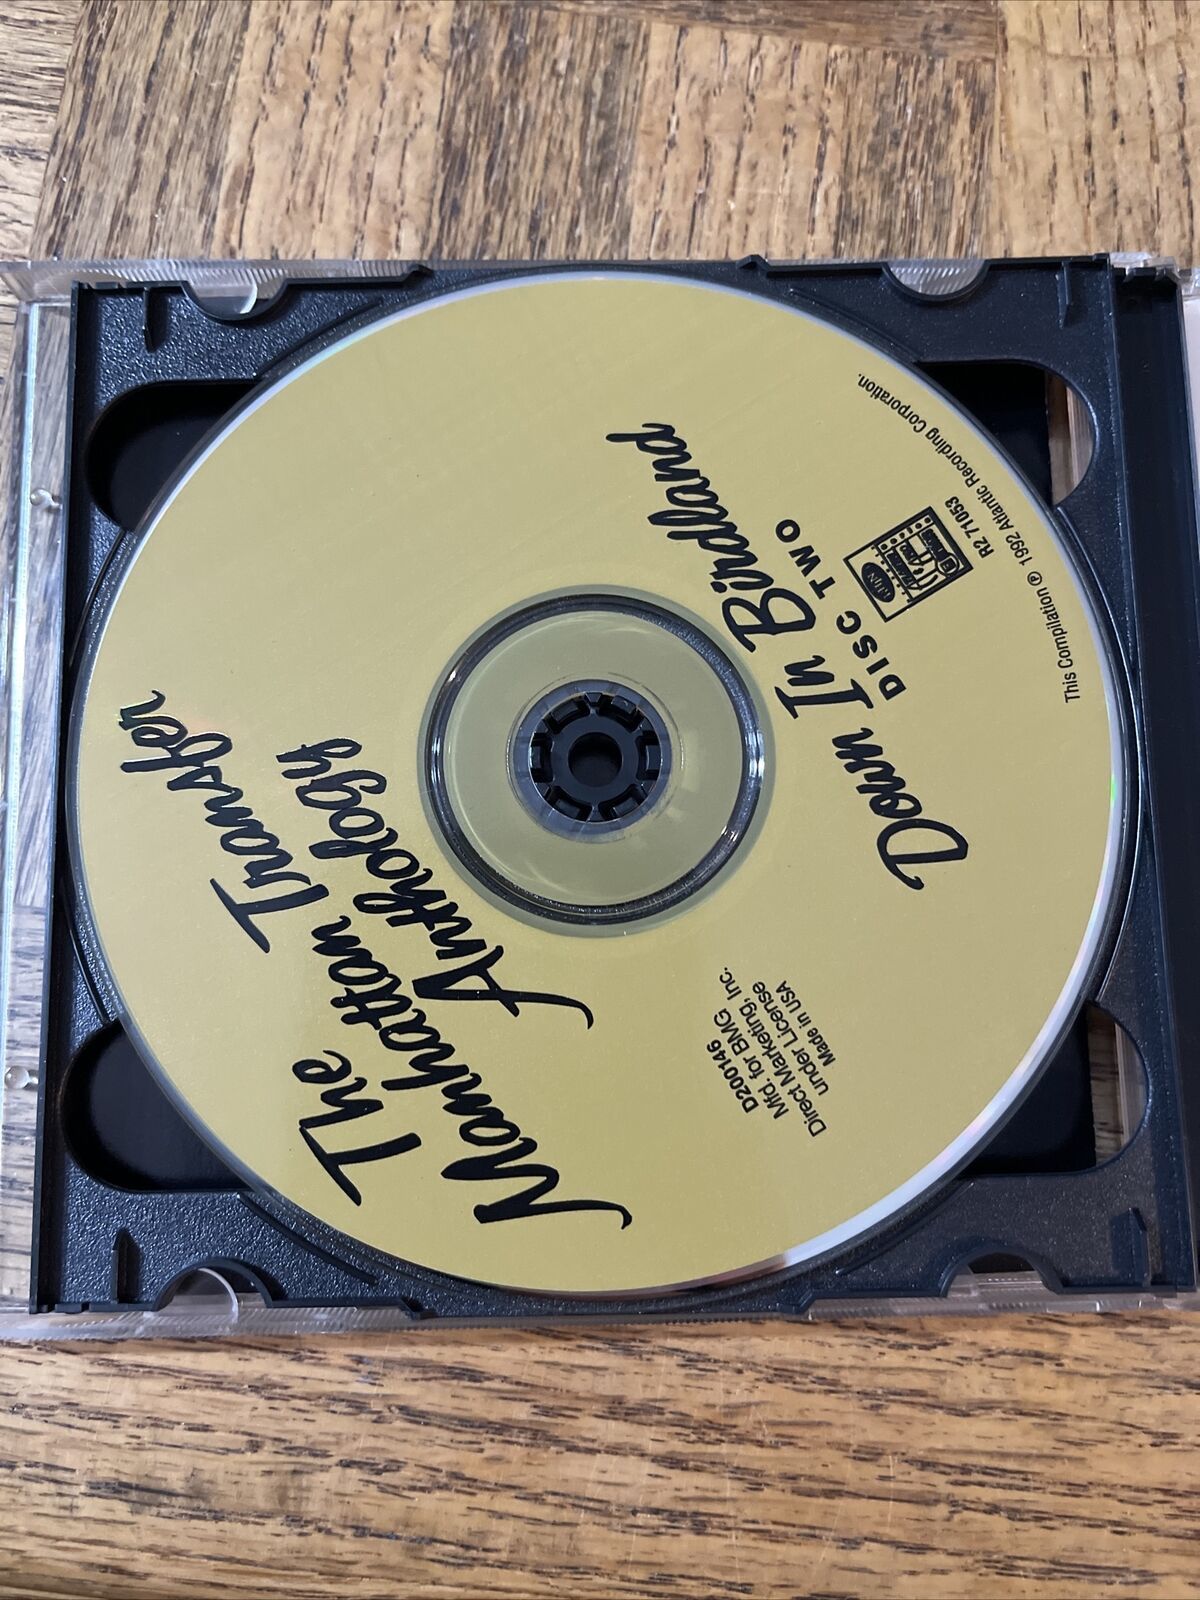 The
Manhattan Transfer
Anthology
Down In Birdland
DISC TWO
D200146
Mfd. for BMG
Direct Marketing, Inc.
under License
Made in USA
RHINO
R2 71053
This Compilation ℗ 1992 Atlantic Recording Corporation.